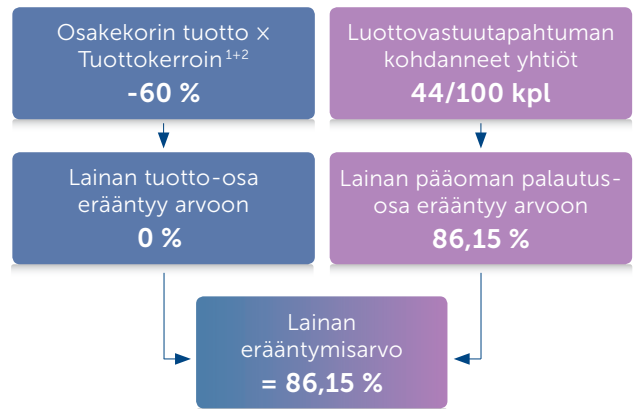 Osakekorin tuotto ×
Tuottokerroin¹⁺²
-60 %
Luottovastuutapahtuman
kohdanneet yhtiöt
44/100 kpl
Lainan tuotto-osa
erääntyy arvoon
0 %
Lainan pääoman palautus-
osa erääntyy arvoon
86,15 %
Lainan
erääntymisarvo
= 86,15 %